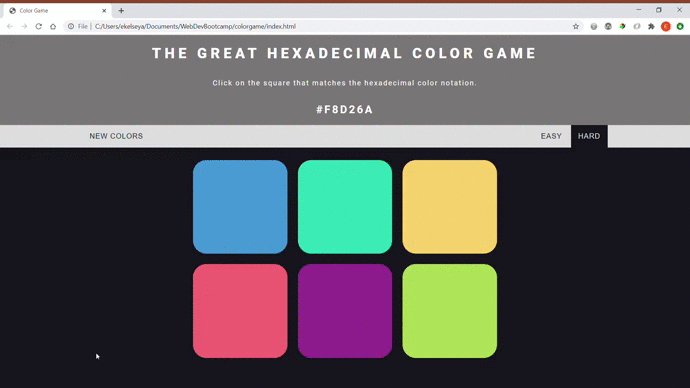 Color Game
File | C:/Users/ekelseya/Documents/WebDevBootcamp/colorgame/index.html
THE GREAT HEXADECIMAL COLOR GAME
Click on the square that matches the hexadecimal color notation.
#F8D26A
NEW COLORS EASY HARD